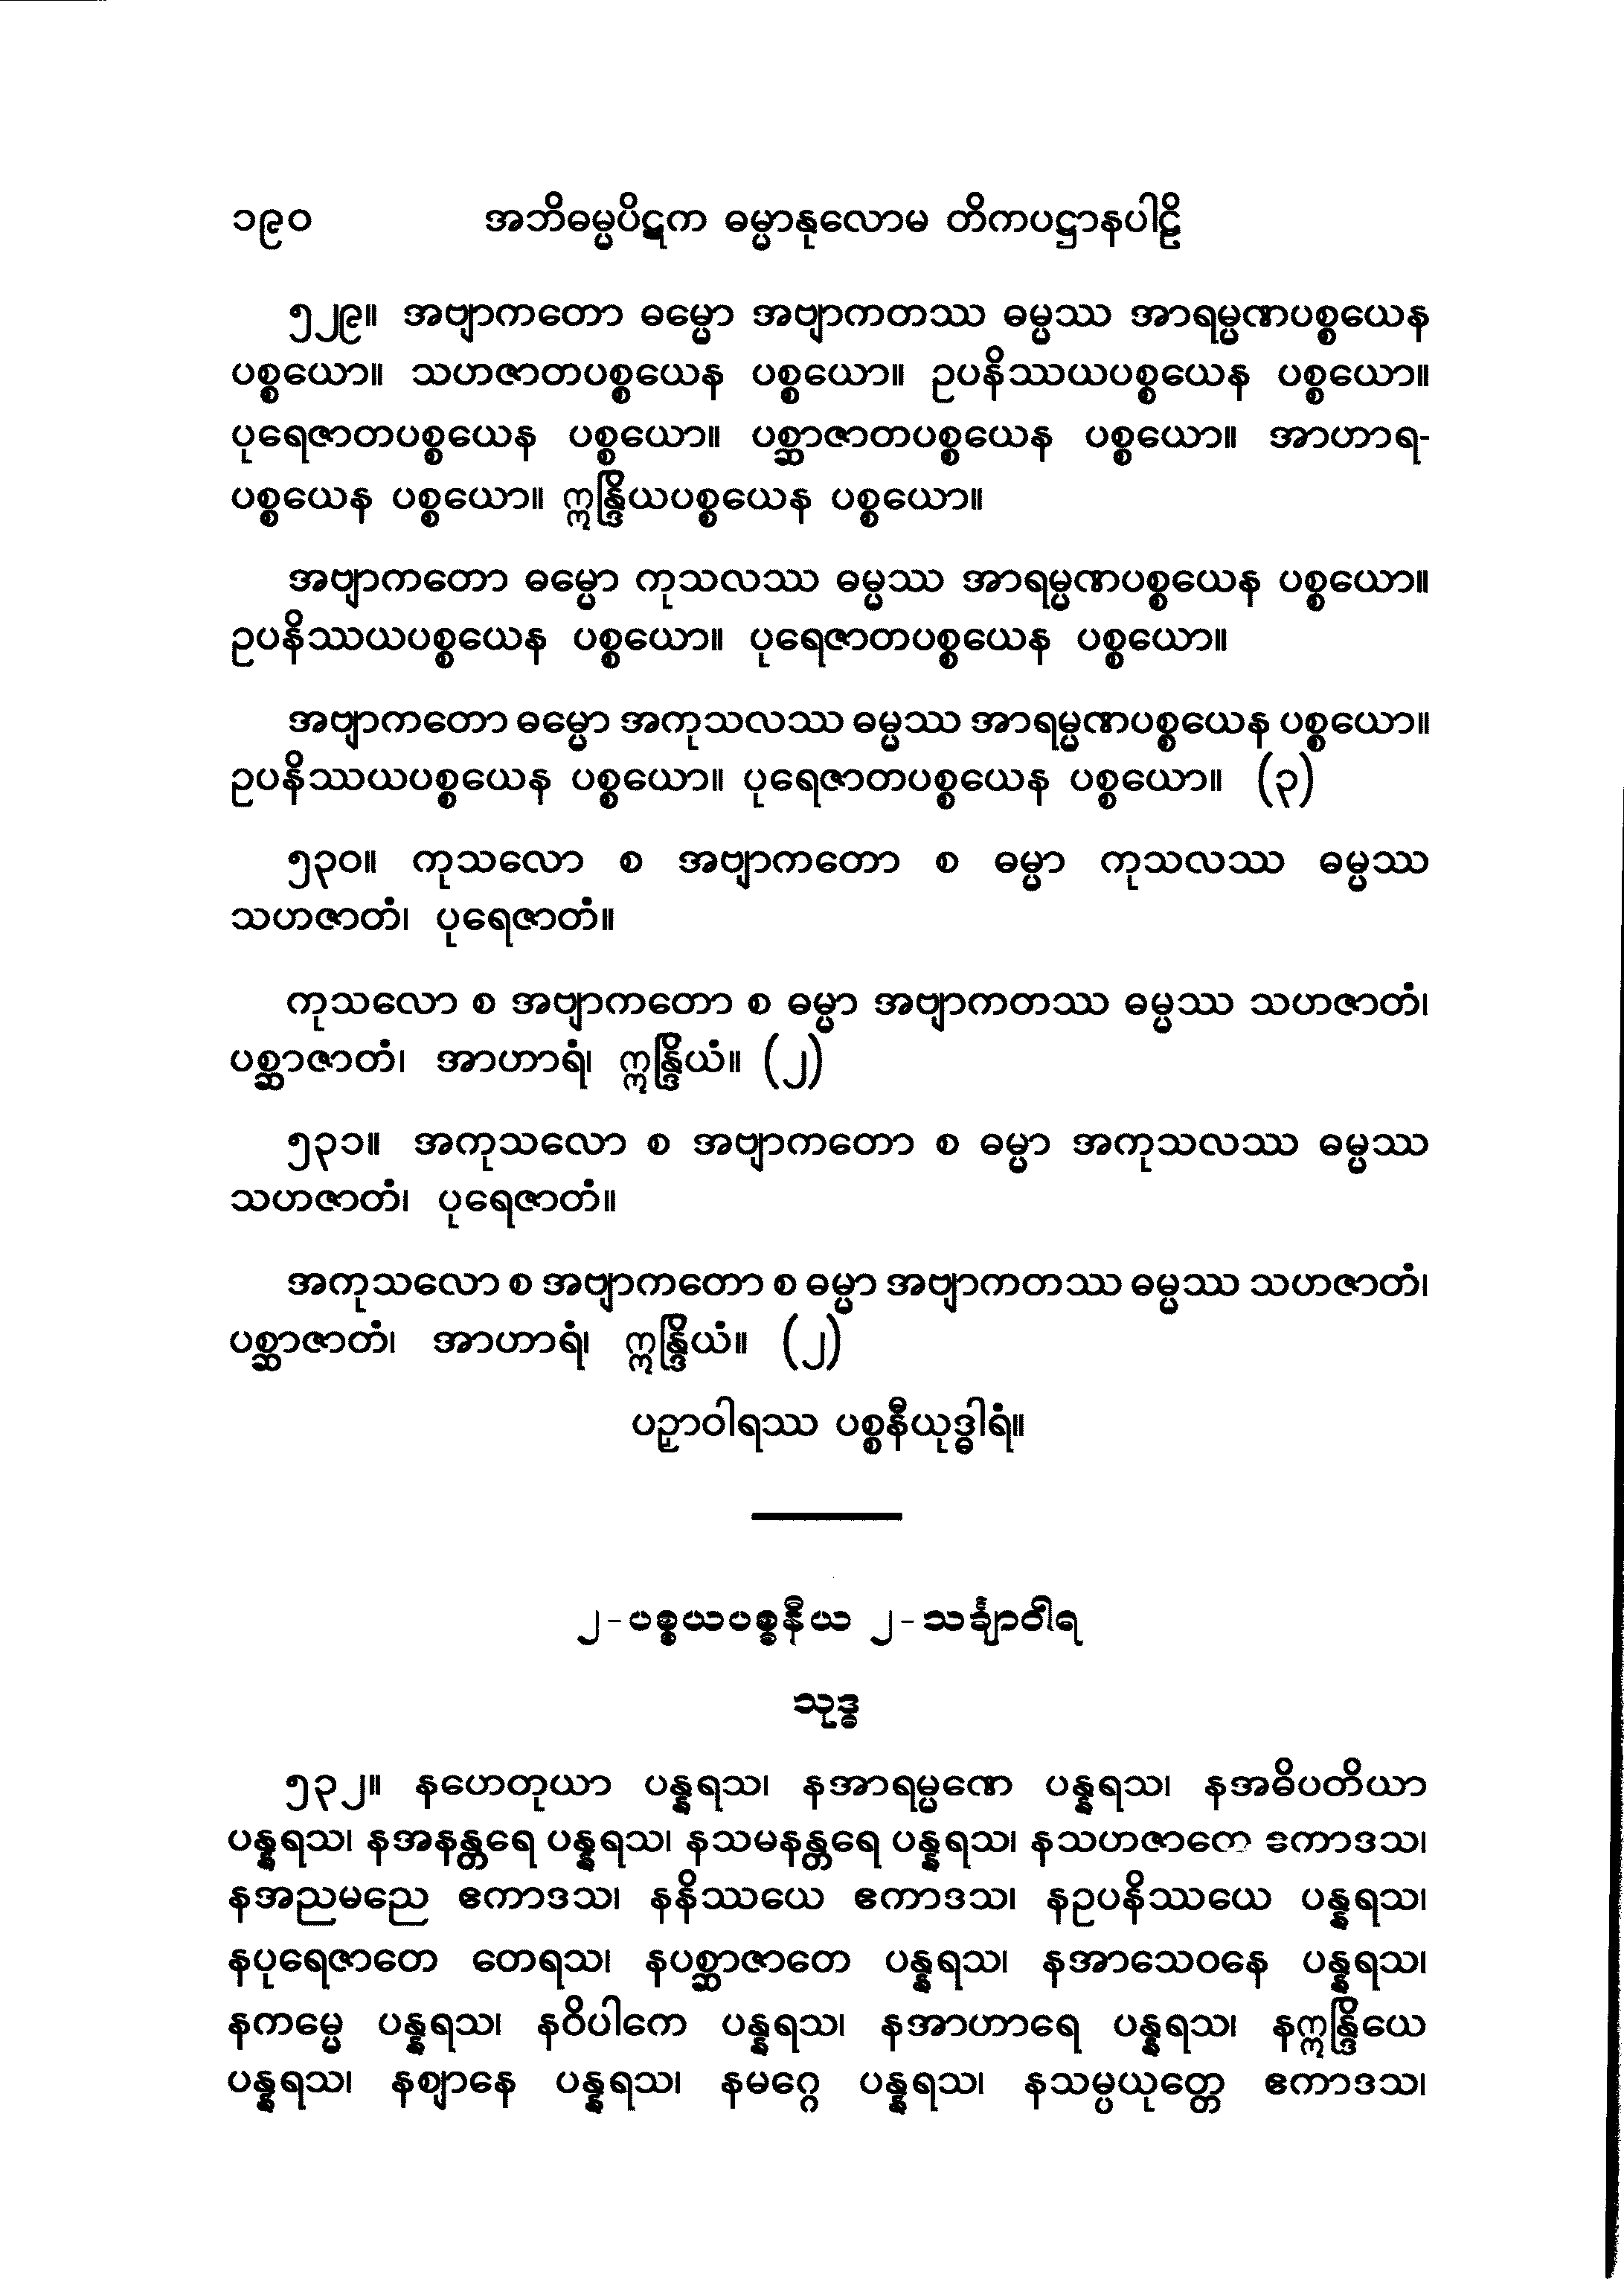 ၁၉၀ အဘိဓမ္မပိဋက ဓမ္မာနုလောမ တိကပဋ္ဌာနပါဠိ
၅၂၉။ အဗျာကတော ဓမ္မော အဗျာကတဿ ဓမ္မဿ အာရမ္မဏပစ္စယေန
ပစ္စယော။ သဟဇာတပစ္စယေန ပစ္စယော။ ဥပနိဿယပစ္စယေန ပစ္စယော။
ပုရေဇာတပစ္စယေန ပစ္စယော။ ပစ္ဆာဇာတပစ္စယေန ပစ္စယော။ အာဟာရ-
ပစ္စယေန ပစ္စယော။ ဣန္ဒြိယပစ္စယေန ပစ္စယော။
အဗျာကတော ဓမ္မော ကုသလဿ ဓမ္မဿ အာရမ္မဏပစ္စယေန ပစ္စယော။
ဥပနိဿယပစ္စယေန ပစ္စယော။ ပုရေဇာတပစ္စယေန ပစ္စယော။
အဗျာကတော ဓမ္မော အကုသလဿ ဓမ္မဿ အာရမ္မဏပစ္စယေန ပစ္စယော။
ဥပနိဿယပစ္စယေန ပစ္စယော။ ပုရေဇာတပစ္စယေန ပစ္စယော။ (၃)
၅၃၀။ ကုသလော စ အဗျာကတော စ ဓမ္မာ ကုသလဿ ဓမ္မဿ
သဟဇာတံ၊ ပုရေဇာတံ။
ကုသလော စ အဗျာကတော စ ဓမ္မာ အဗျာကတဿ ဓမ္မဿ သဟဇာတံ၊
ပစ္ဆာဇာတံ၊ အာဟာရံ၊ ဣန္ဒြိယံ။ (၂)
၅၃၁။ အကုသလော စ အဗျာကတော စ ဓမ္မာ အကုသလဿ ဓမ္မဿ
သဟဇာတံ၊ ပုရေဇာတံ။
အကုသလော စ အဗျာကတော စ ဓမ္မာ အဗျာကတဿ ဓမ္မဿ သဟဇာတံ၊
ပစ္ဆာဇာတံ၊ အာဟာရံ၊ ဣန္ဒြိယံ။ (၂)
ပဉှာဝါရဿ ပစ္စနီယုဒ္ဓါရံ။
၂-ပစ္စယပစ္စနီယ ၂-သင်္ချာဝါရ
သုဒ္ဓ
၅၃၂။ နဟေတုယာ ပန္နရသ၊ နအာရမ္မဏေ ပန္နရသ၊ နအဓိပတိယာ
ပန္နရသ၊ နအနန္တရေ ပန္နရသ၊ နသမနန္တရေ ပန္နရသ၊ နသဟဇာတေ ဧကာဒသ၊
နအညမညေ ဧကာဒသ၊ နနိဿယေ ဧကာဒသ၊ နဥပနိဿယေ ပန္နရသ၊
နပုရေဇာတေ တေရသ၊ နပစ္ဆာဇာတေ ပန္နရသ၊ နအာသေဝနေ ပန္နရသ၊
နကမ္မေ ပန္နရသ၊ နဝိပါကေ ပန္နရသ၊ နအာဟာရေ ပန္နရသ၊ နဣန္ဒြိယေ
ပန္နရသ၊ နဈာနေ ပန္နရသ၊ နမဂ္ဂေ ပန္နရသ၊ နသမ္ပယုတ္တေ ဧကာဒသ၊